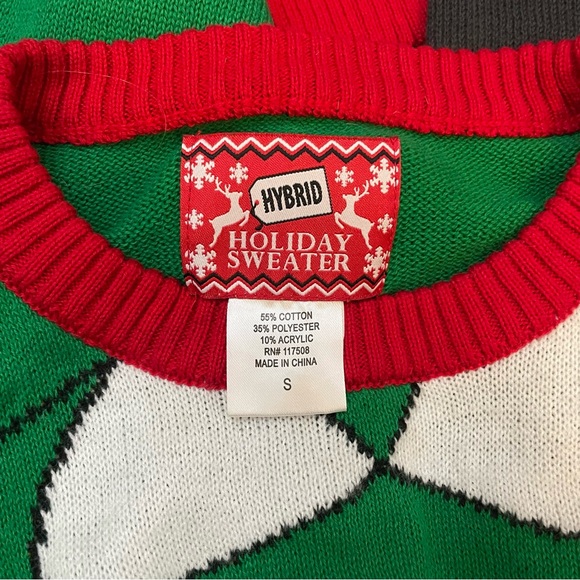 HYBRID
HOLIDAY
SWEATER
55% COTTON
35% POLYESTER
10% ACRYLIC
RN# 117508
MADE IN CHINA
S